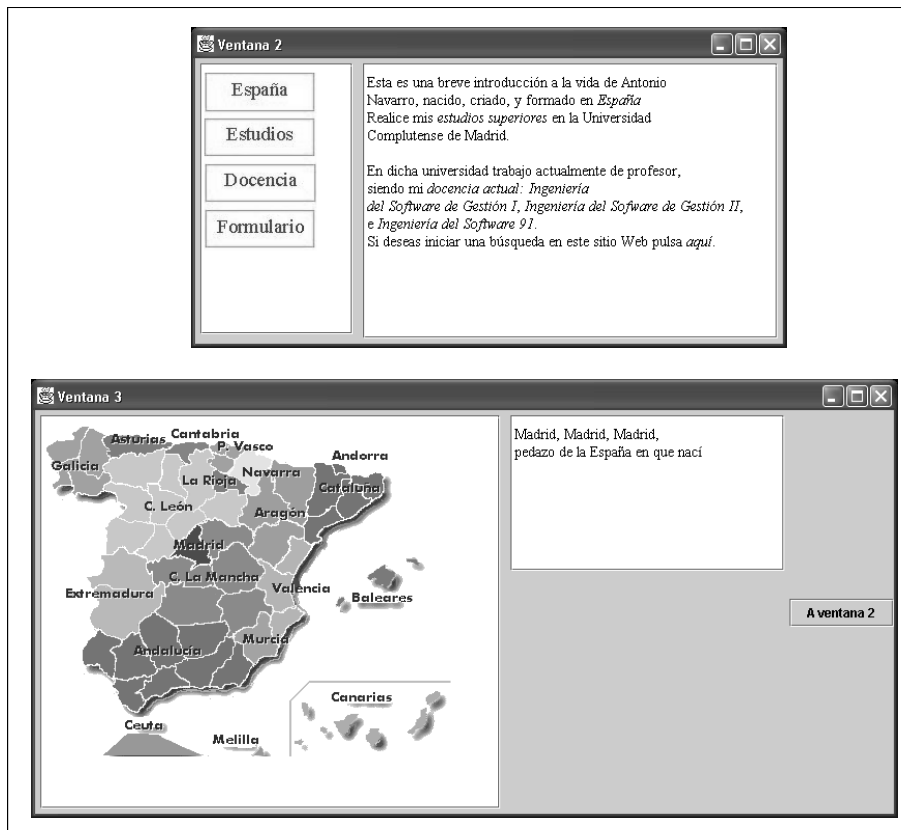 Ventana 2
España
Estudios
Docencia
Formulario
Esta es una breve introducción a la vida de Antonio
Navarro, nacido, criado, y formado en España
Realice mis estudios superiores en la Universidad
Complutense de Madrid.
En dicha universidad trabajo actualmente de profesor,
siendo mi docencia actual: Ingeniería
del Software de Gestión I, Ingeniería del Sofware de Gestión II,
e Ingeniería del Software 91.
Si deseas iniciar una búsqueda en este sitio Web pulsa aquí.
Ventana 3
Asturias
Cantabria
P. Vasco
Andorra
Galicia
La Rioja
Navarra
Cataluña
C. León
Aragón
Madrid
C. La Mancha
Extremadura
Valencia
Baleares
Andalucía
Murcia
Canarias
Ceuta
Melilla
Madrid, Madrid, Madrid,
pedazo de la España en que nací
A ventana 2